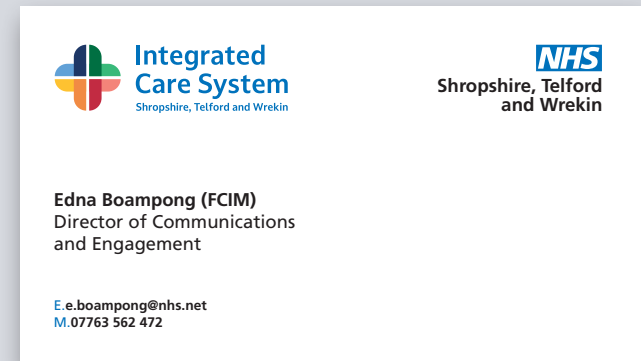 Integrated
Care System
Shropshire, Telford and Wrekin
NHS
Shropshire, Telford
and Wrekin
Edna Boampong (FCIM)
Director of Communications
and Engagement
E.e.boampong@nhs.net
M.07763 562 472